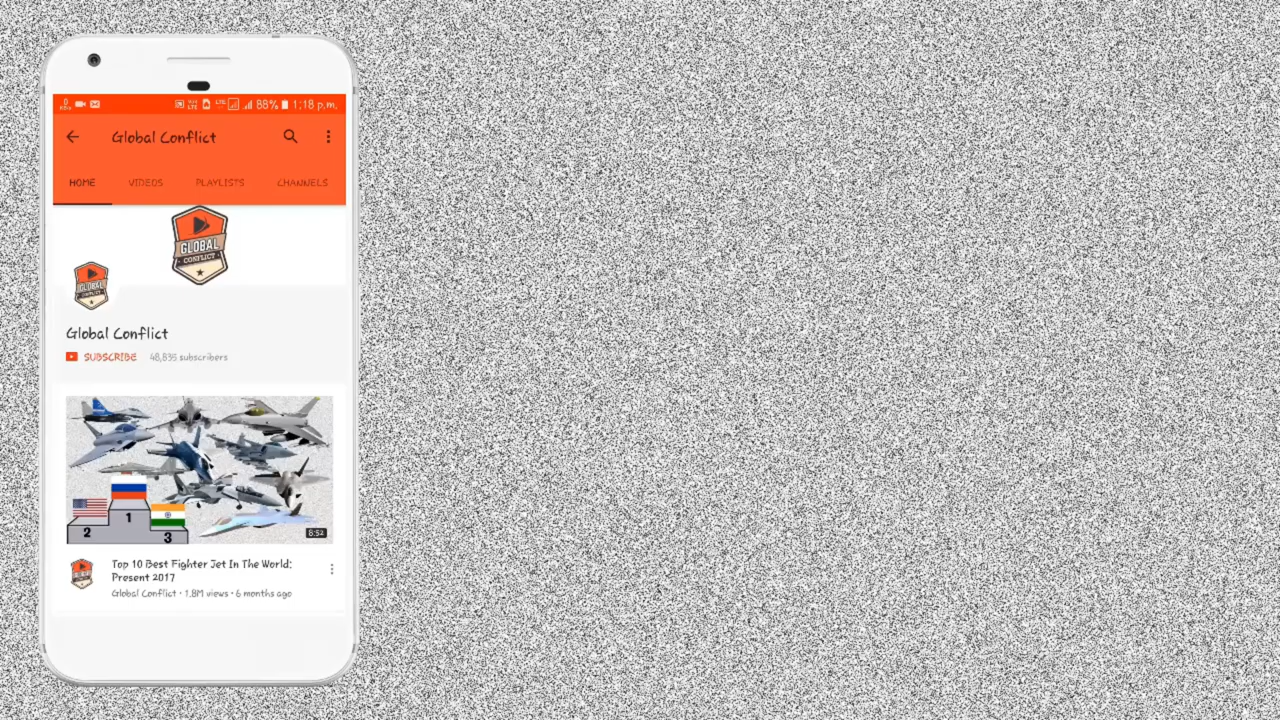 88% 1:18 p.m.
Global Conflict
HOME VIDEOS PLAYLISTS CHANNELS
GLOBAL
CONFLICT
GLOBAL
CONFLICT
Global Conflict
SUBSCRIBE 48,835 subscribers
1
2
3
8:52
Top 10 Best Fighter Jet In The World:
Present 2017
Global Conflict • 1.8M views • 6 months ago